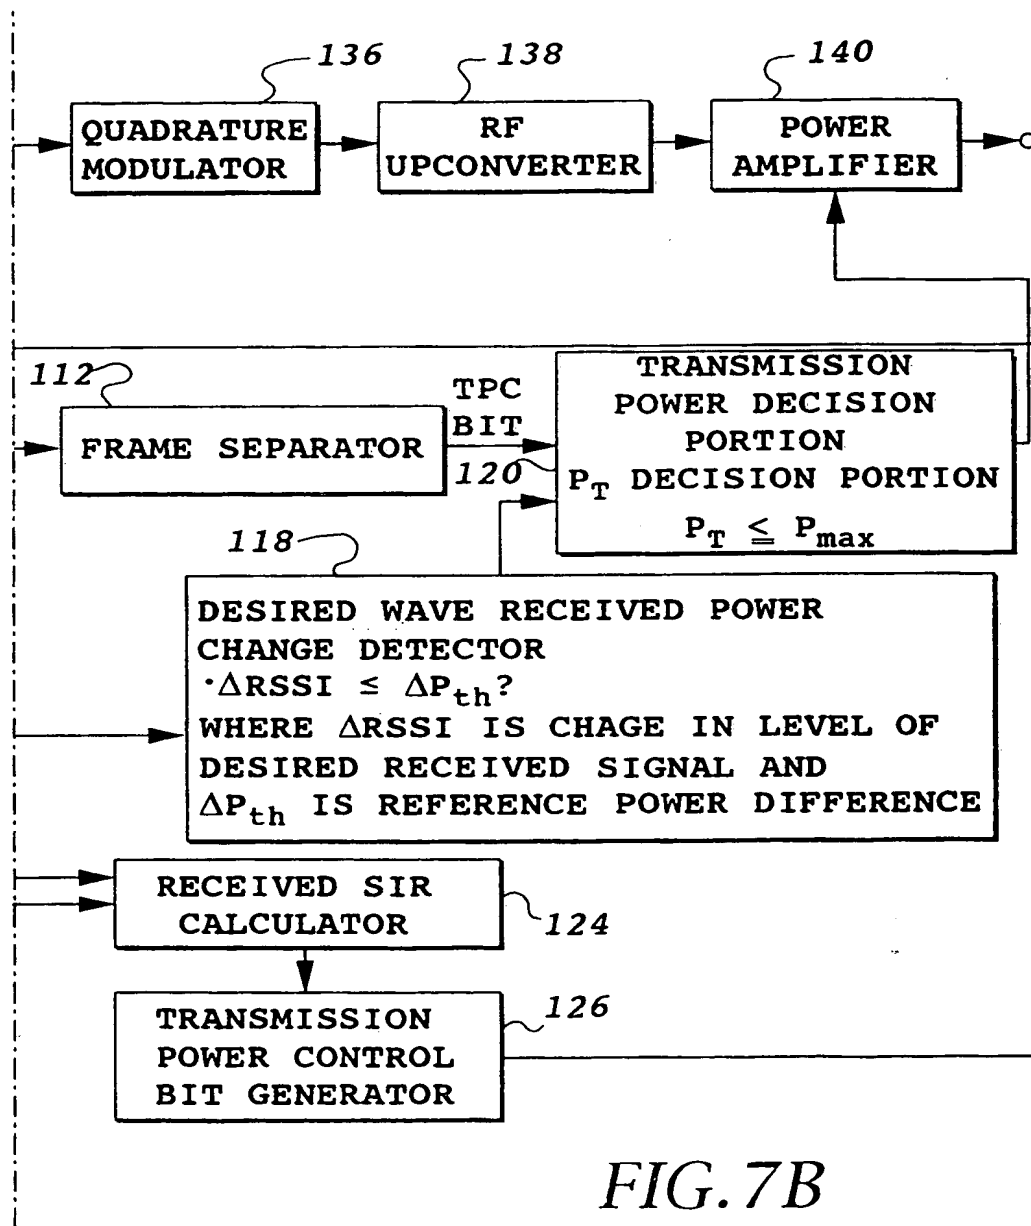 136
138
140
QUADRATURE
MODULATOR
RF
UPCONVERTER
POWER
AMPLIFIER
112
FRAME SEPARATOR
TPC
BIT
120
TRANSMISSION
POWER DECISION
PORTION
P_T DECISION PORTION
P_T ≦ P_max
118
DESIRED WAVE RECEIVED POWER
CHANGE DETECTOR
·ΔRSSI ≤ ΔP_th?
WHERE ΔRSSI IS CHAGE IN LEVEL OF
DESIRED RECEIVED SIGNAL AND
ΔP_th IS REFERENCE POWER DIFFERENCE
RECEIVED SIR
CALCULATOR
124
TRANSMISSION
POWER CONTROL
BIT GENERATOR
126
FIG. 7B